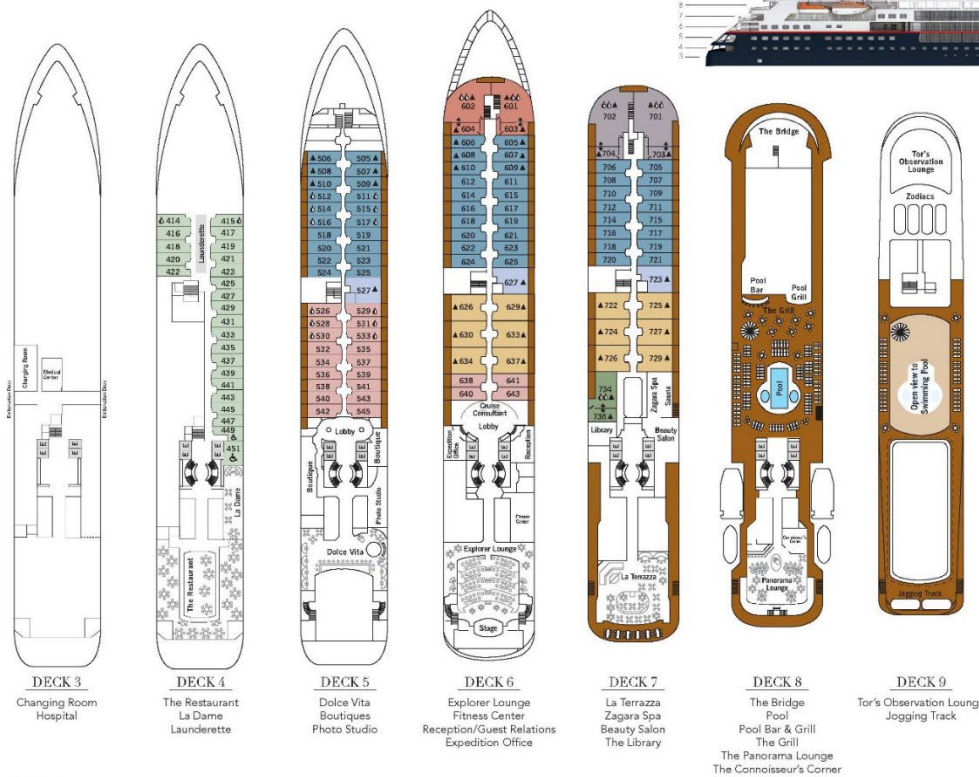 8
7
6
5
4
3
414 415
416 417
418 419
420 421
422 423
425
427
429
431
433
435
437
439
441
443
445
447
449
451
Launderette
La Dame
The Restaurant
Changing Room
Medical Center
506 505
508 507
510 509
512 511
514 515
516 517
518 519
520 521
522 523
524 525
527
526 529
528 531
530 533
532 535
534 537
536 539
538 541
540 543
542 545
Lobby
Boutique
Boutique
Photo Studio
Dolce Vita
602 601
604 603
606 605
608 607
610 609
612 611
614 615
616 617
618 619
620 621
622 623
624 625
627
626 629
630 633
634 637
638 641
640 643
Cruise Consultant
Lobby
Expedition Office
Reception
Fitness Center
Explorer Lounge
Stage
702 701
704 703
706 705
708 707
710 709
712 711
714 715
716 717
718 719
720 721
723
722 725
724 727
726 729
734
736
Zagara Spa
Sauna
Library
Beauty Salon
La Terrazza
The Bridge
Pool Bar
Pool Grill
The Grill
Pool
Connoisseur's Corner
Panorama Lounge
Tor's Observation Lounge
Zodiacs
Open view to Swimming Pool
Jogging Track
DECK 3
Changing Room
Hospital
DECK 4
The Restaurant
La Dame
Launderette
DECK 5
Dolce Vita
Boutiques
Photo Studio
DECK 6
Explorer Lounge
Fitness Center
Reception/Guest Relations
Expedition Office
DECK 7
La Terrazza
Zagara Spa
Beauty Salon
The Library
DECK 8
The Bridge
Pool
Pool Bar & Grill
The Grill
The Panorama Lounge
The Connoisseur's Corner
DECK 9
Tor's Observation Loung
Jogging Track